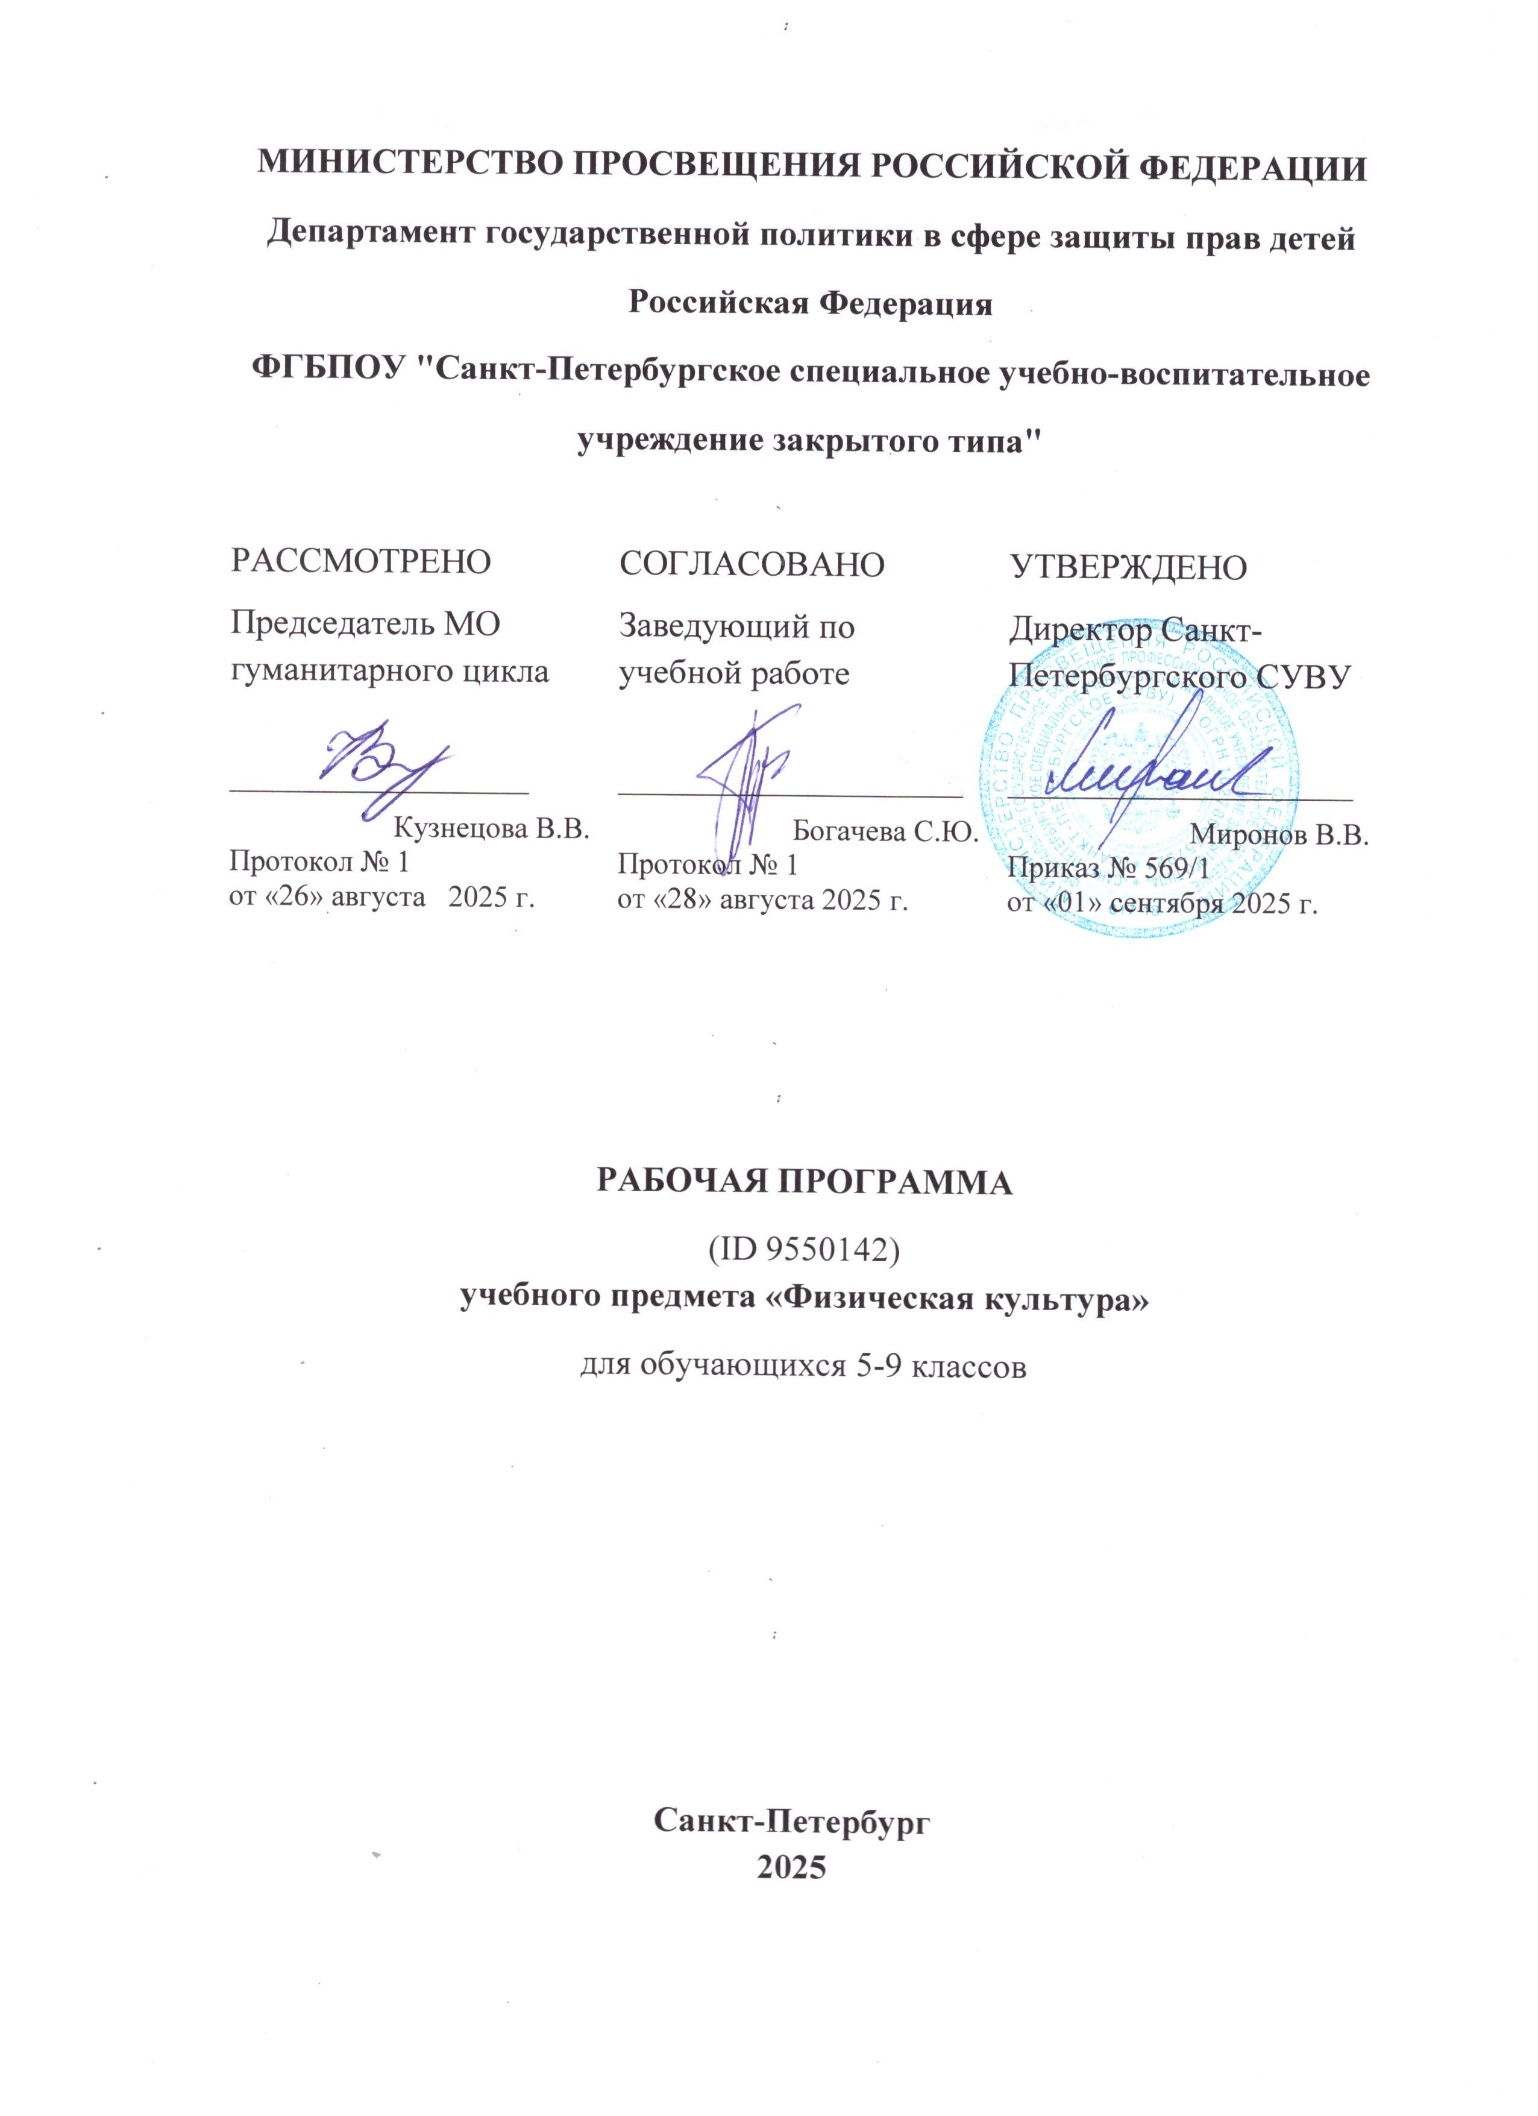 МИНИСТЕРСТВО ПРОСВЕЩЕНИЯ РОССИЙСКОЙ ФЕДЕРАЦИИ
Департамент государственной политики в сфере защиты прав детей
Российская Федерация
ФГБПОУ "Санкт-Петербургское специальное учебно-воспитательное
учреждение закрытого типа"
РАССМОТРЕНО
Председатель МО
гуманитарного цикла
Кузнецова В.В.
Протокол № 1
от «26» августа 2025 г.
СОГЛАСОВАНО
Заведующий по
учебной работе
Богачева С.Ю.
Протокол № 1
от «28» августа 2025 г.
УТВЕРЖДЕНО
Директор Санкт-
Петербургского СУВУ
Миронов В.В.
Приказ № 569/1
от «01» сентября 2025 г.
РАБОЧАЯ ПРОГРАММА
(ID 9550142)
учебного предмета «Физическая культура»
для обучающихся 5-9 классов
Санкт-Петербург
2025